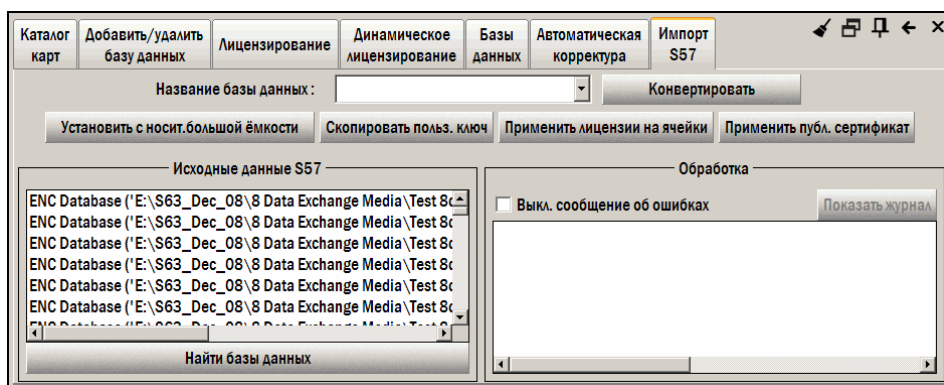 Каталог карт
Добавить/удалить базу данных
Лицензирование
Динамическое лицензирование
Базы данных
Автоматическая корректура
Импорт S57
Название базы данных :
Конвертировать
Установить с носит.большой ёмкости
Скопировать польз. ключ
Применить лицензии на ячейки
Применить публ. сертификат
Исходные данные S57
Обработка
ENC Database ('E:\S63_Dec_08\8 Data Exchange Media\Test 8
ENC Database ('E:\S63_Dec_08\8 Data Exchange Media\Test 8
ENC Database ('E:\S63_Dec_08\8 Data Exchange Media\Test 8
ENC Database ('E:\S63_Dec_08\8 Data Exchange Media\Test 8
ENC Database ('E:\S63_Dec_08\8 Data Exchange Media\Test 8
ENC Database ('E:\S63_Dec_08\8 Data Exchange Media\Test 8
Выкл. сообщение об ошибках
Показать журнал
Найти базы данных